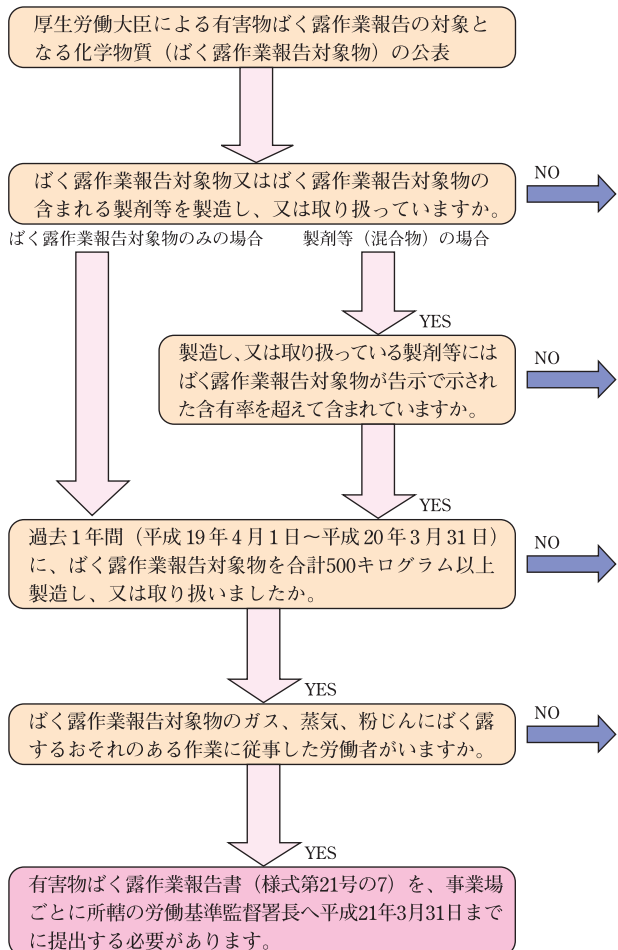 厚生労働大臣による有害物ばく露作業報告の対象と
なる化学物質（ばく露作業報告対象物）の公表
ばく露作業報告対象物又はばく露作業報告対象物の
含まれる製剤等を製造し、又は取り扱っていますか。
NO
ばく露作業報告対象物のみの場合
製剤等（混合物）の場合
YES
製造し、又は取り扱っている製剤等には
ばく露作業報告対象物が告示で示され
た含有率を超えて含まれていますか。
NO
YES
過去1年間（平成19年4月1日～平成20年3月31日）
に、ばく露作業報告対象物を合計500キログラム以上
製造し、又は取り扱いましたか。
NO
YES
ばく露作業報告対象物のガス、蒸気、粉じんにばく露
するおそれのある作業に従事した労働者がいますか。
NO
YES
有害物ばく露作業報告書（様式第21号の7）を、事業場
ごとに所轄の労働基準監督署長へ平成21年3月31日まで
に提出する必要があります。